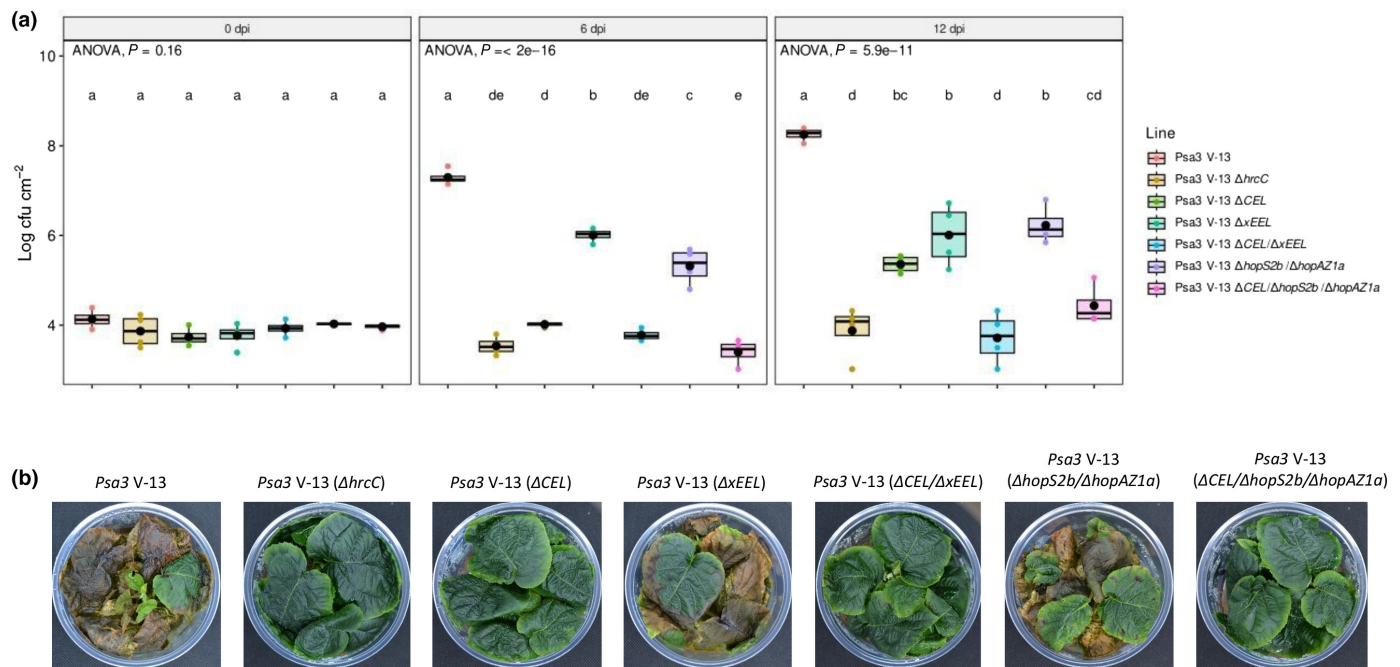 (a)
0 dpi
6 dpi
12 dpi
ANOVA, P = 0.16
ANOVA, P =< 2e−16
ANOVA, P = 5.9e−11
a a a a a a a
a de d b de c e
a d bc b d b cd
10
8
6
4
Log cfu cm⁻²
Line
Psa3 V-13
Psa3 V-13 ΔhrcC
Psa3 V-13 ΔCEL
Psa3 V-13 ΔxEEL
Psa3 V-13 ΔCEL/ΔxEEL
Psa3 V-13 ΔhopS2b /ΔhopAZ1a
Psa3 V-13 ΔCEL/ΔhopS2b /ΔhopAZ1a
(b)
Psa3 V-13
Psa3 V-13 (ΔhrcC)
Psa3 V-13 (ΔCEL)
Psa3 V-13 (ΔxEEL)
Psa3 V-13 (ΔCEL/ΔxEEL)
Psa3 V-13
(ΔhopS2b/ΔhopAZ1a)
Psa3 V-13
(ΔCEL/ΔhopS2b/ΔhopAZ1a)